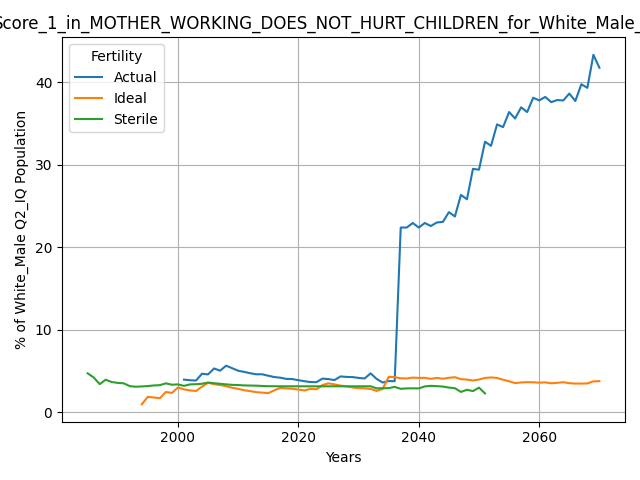 Score_1_in_MOTHER_WORKING_DOES_NOT_HURT_CHILDREN_for_White_Male_
Fertility
Actual
Ideal
Sterile
% of White_Male Q2_IQ Population
40
30
20
10
0
2000 2020 2040 2060
Years